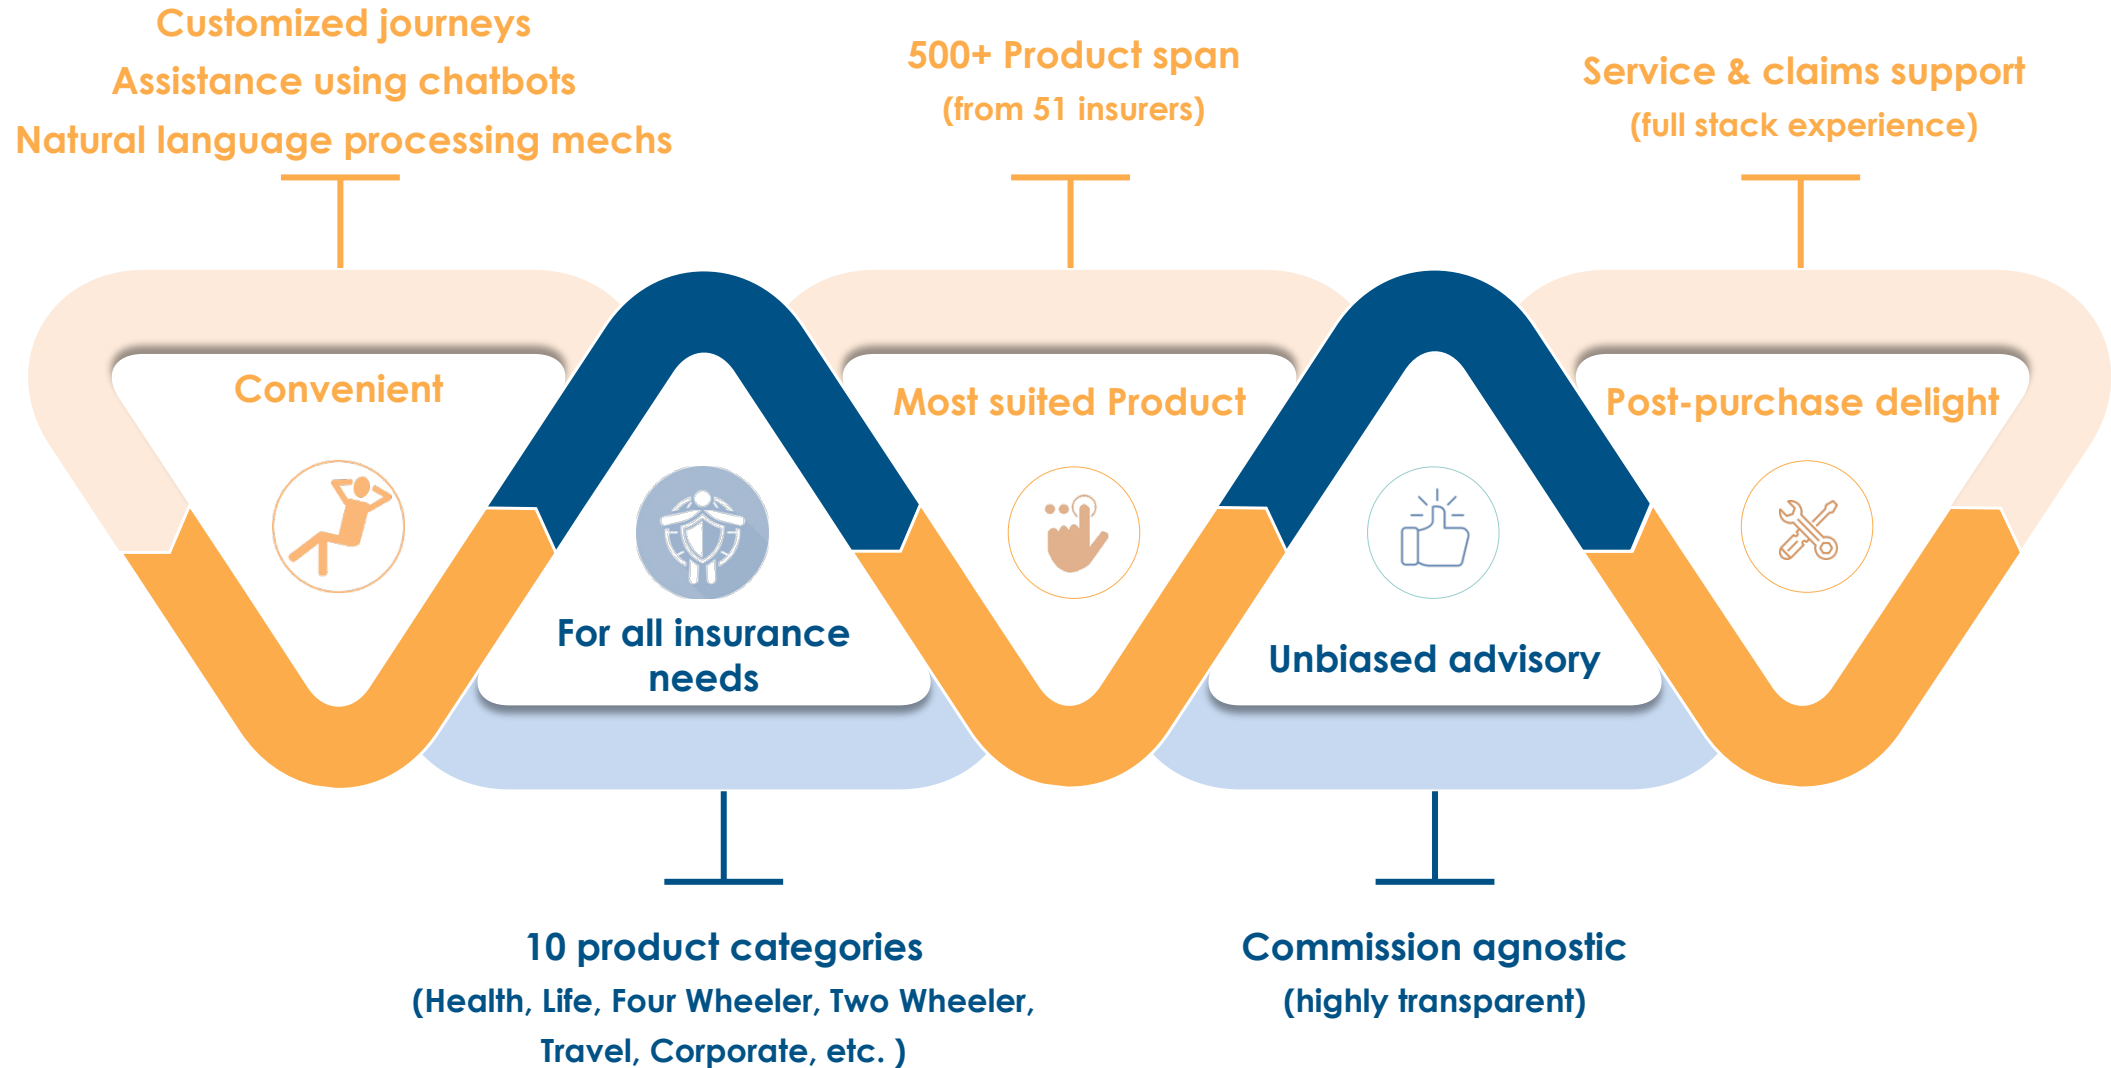 Customized journeys
Assistance using chatbots
Natural language processing mechs
500+ Product span
(from 51 insurers)
Service & claims support
(full stack experience)
Convenient
Most suited Product
Post-purchase delight
For all insurance
needs
Unbiased advisory
10 product categories
(Health, Life, Four Wheeler, Two Wheeler,
Travel, Corporate, etc. )
Commission agnostic
(highly transparent)